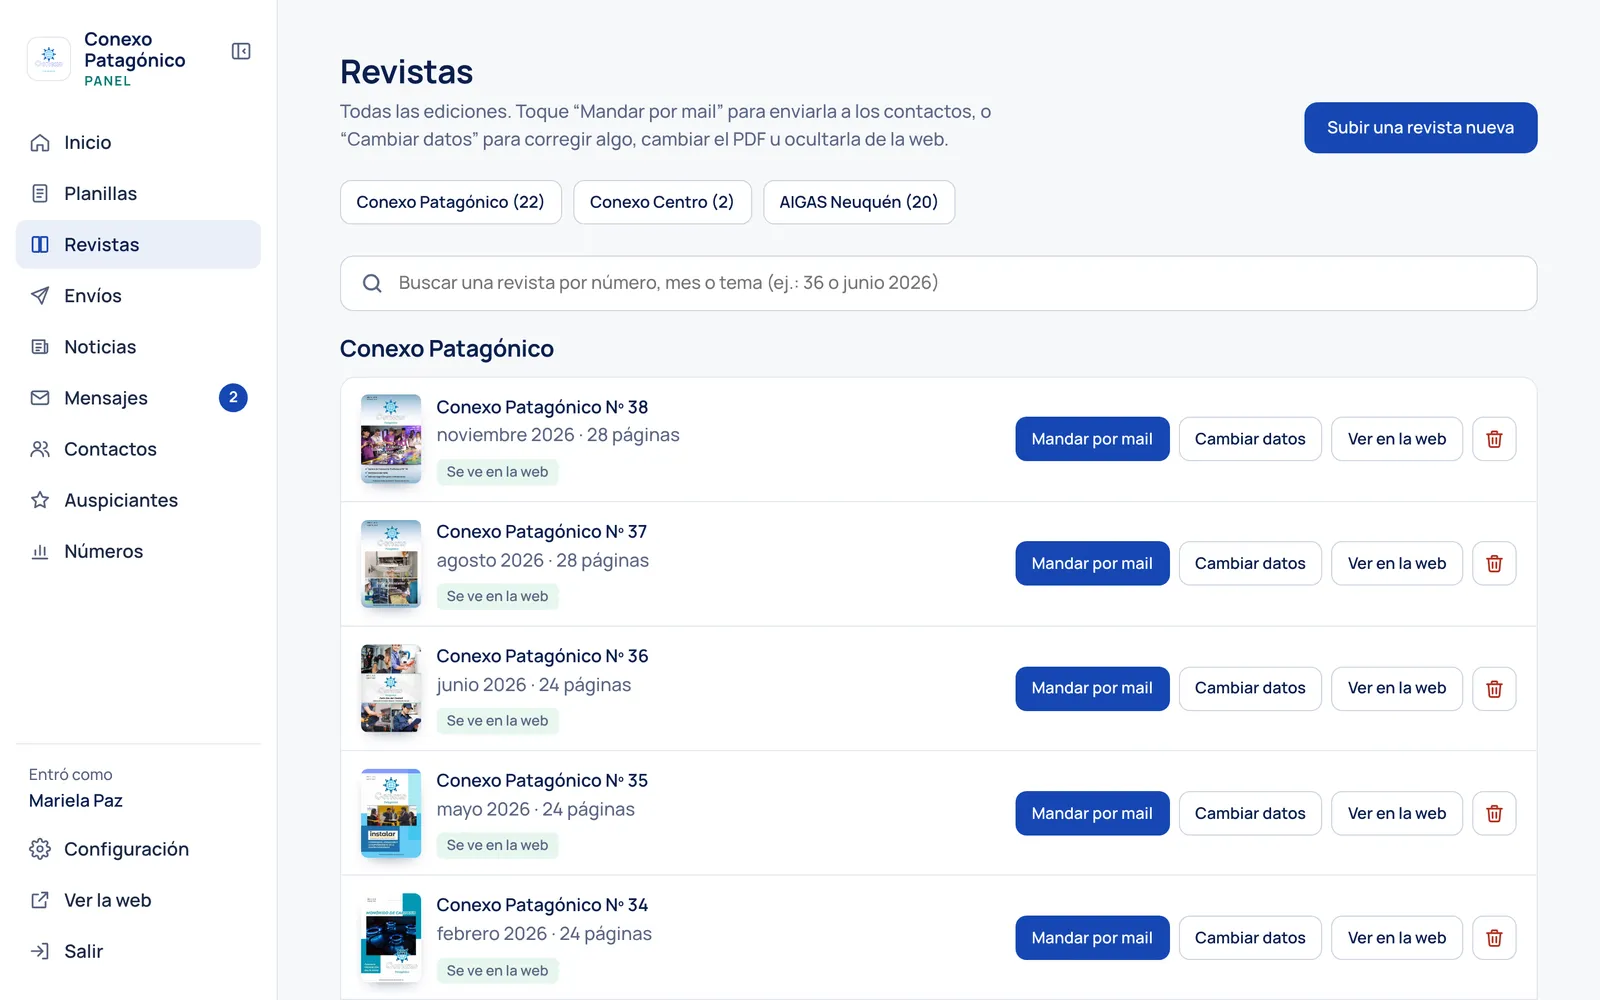 Conexo
Patagónico
PANEL
Inicio
Planillas
Revistas
Envíos
Noticias
Mensajes
2
Contactos
Auspiciantes
Números
Entró como
Mariela Paz
Configuración
Ver la web
Salir
Revistas
Todas las ediciones. Toque “Mandar por mail” para enviarla a los contactos, o
“Cambiar datos” para corregir algo, cambiar el PDF u ocultarla de la web.
Subir una revista nueva
Conexo Patagónico (22)
Conexo Centro (2)
AIGAS Neuquén (20)
Buscar una revista por número, mes o tema (ej.: 36 o junio 2026)
Conexo Patagónico
Conexo Patagónico Nº 38
noviembre 2026 · 28 páginas
Se ve en la web
Mandar por mail
Cambiar datos
Ver en la web
Conexo Patagónico Nº 37
agosto 2026 · 28 páginas
Se ve en la web
Mandar por mail
Cambiar datos
Ver en la web
Conexo Patagónico Nº 36
junio 2026 · 24 páginas
Se ve en la web
Mandar por mail
Cambiar datos
Ver en la web
instalar
Conexo Patagónico Nº 35
mayo 2026 · 24 páginas
Se ve en la web
Mandar por mail
Cambiar datos
Ver en la web
Conexo Patagónico Nº 34
febrero 2026 · 24 páginas
Se ve en la web
Mandar por mail
Cambiar datos
Ver en la web